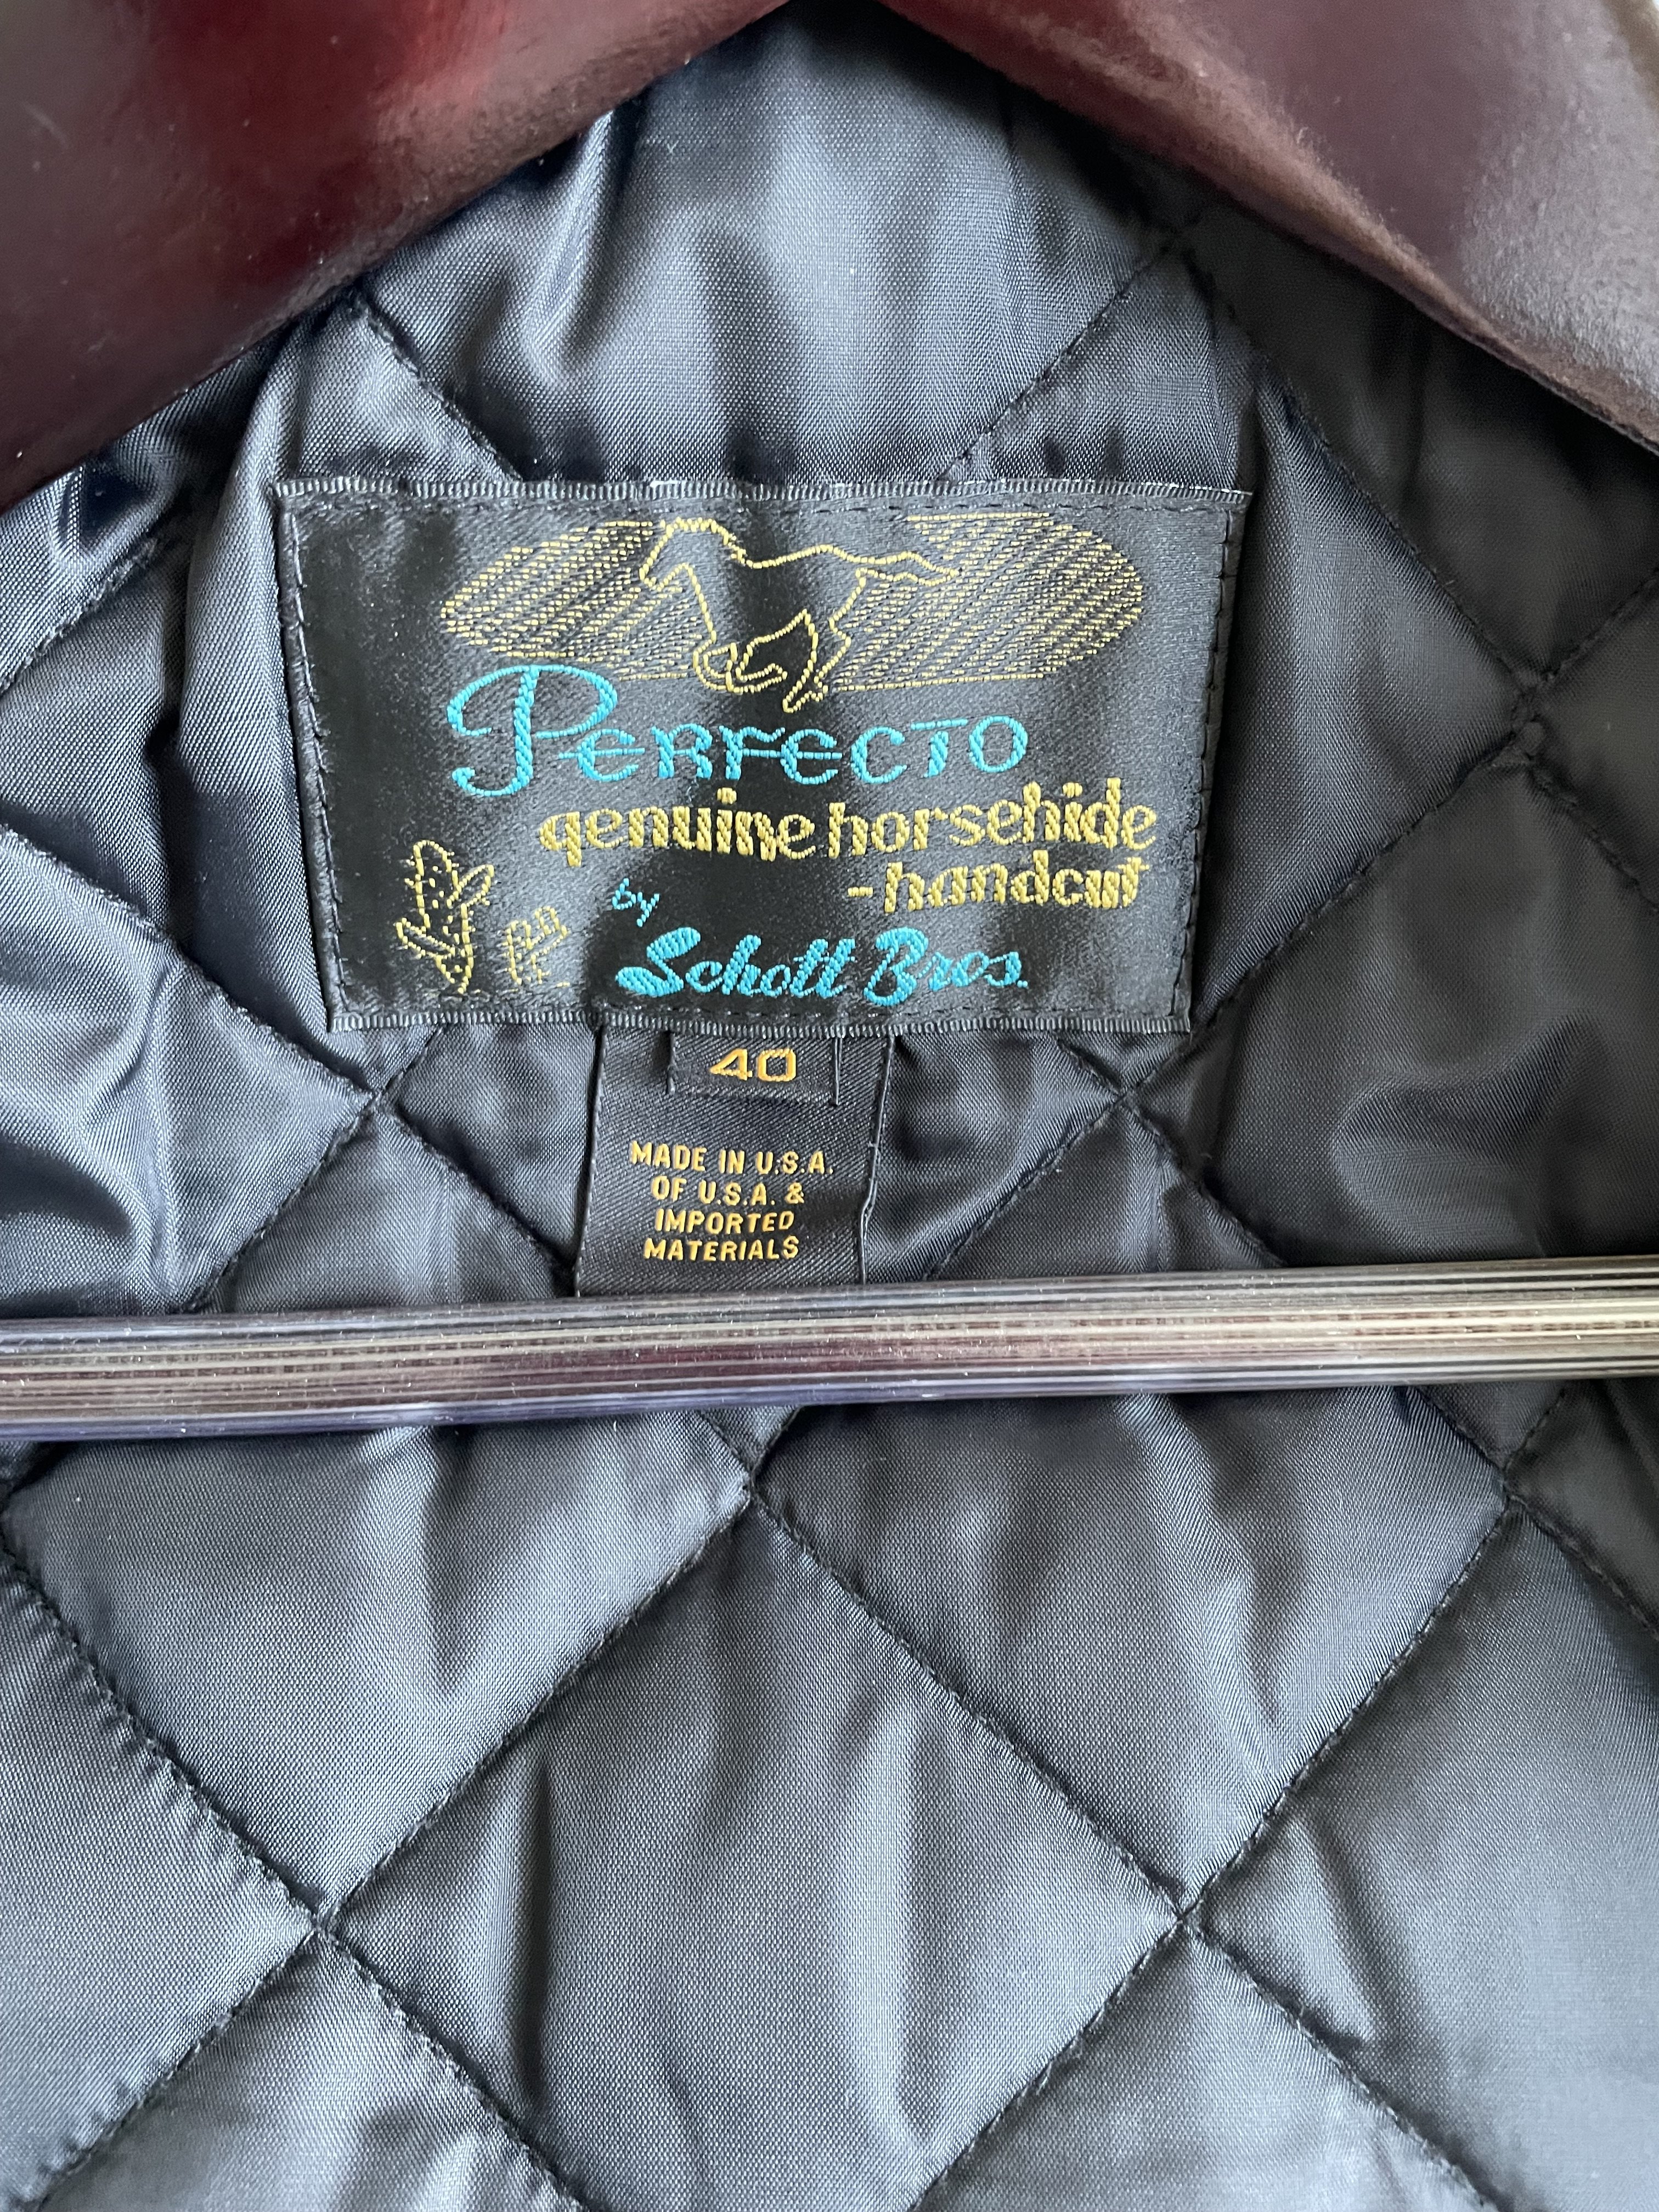 PERFECTO
genuine horsehide
-handcut
by
Schott Bros.
40
MADE IN U.S.A.
OF U.S.A. &
IMPORTED
MATERIALS